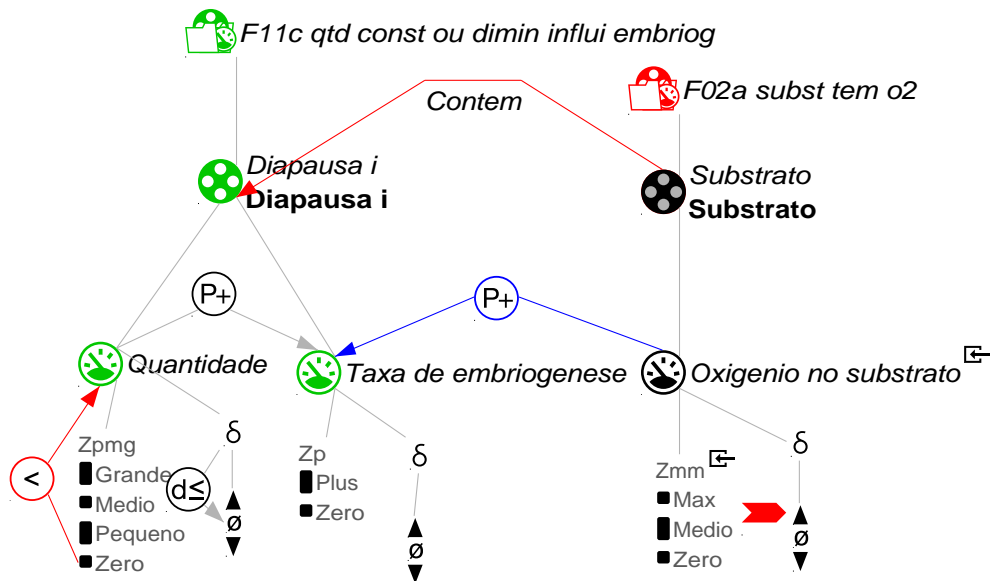 F11c qtd const ou dimin influi embriog
F02a subst tem o2
Contem
Diapausa i
Diapausa i
Substrato
Substrato
P+
P+
Quantidade
Taxa de embriogenese
Oxigenio no substrato
<
Zpmg
Grande
Medio
Pequeno
Zero
δ
d≤
ø
Zp
Plus
Zero
δ
ø
Zmm
Max
Medio
Zero
δ
ø